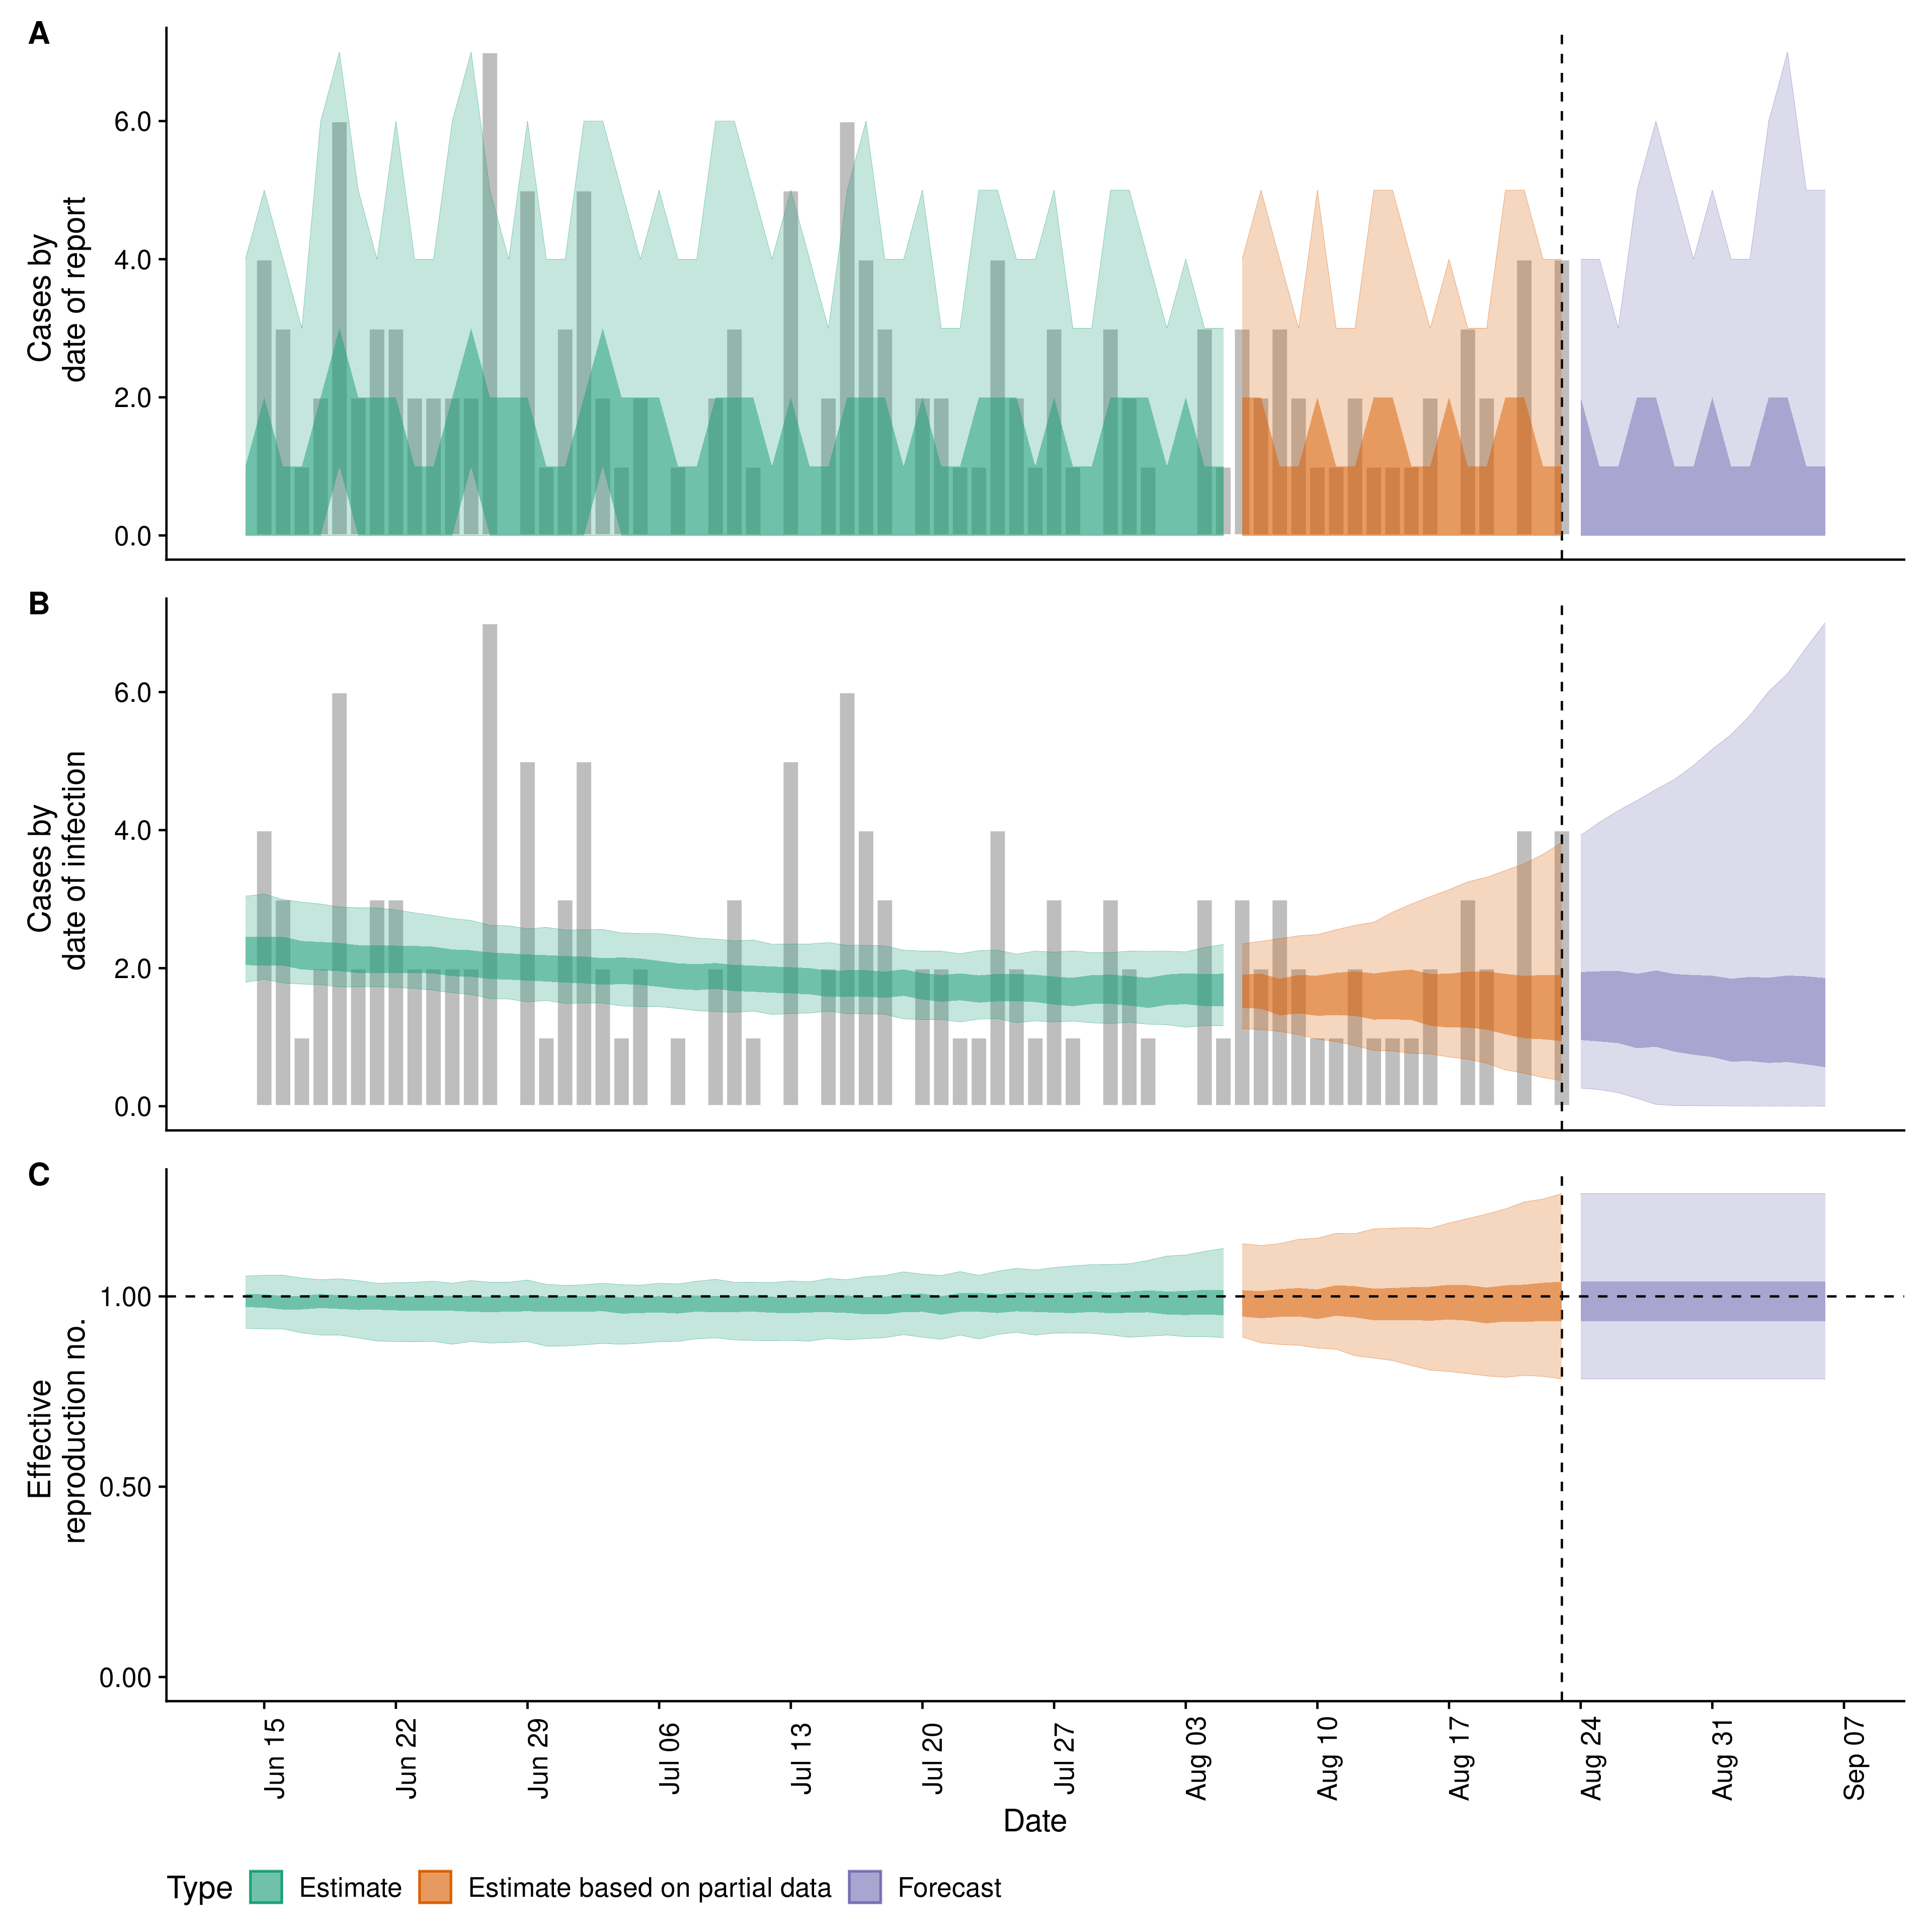 A
Cases by
date of report
6.0
4.0
2.0
0.0
B
Cases by
date of infection
6.0
4.0
2.0
0.0
C
Effective
reproduction no.
1.00
0.50
0.00
Jun 15
Jun 22
Jun 29
Jul 06
Jul 13
Jul 20
Jul 27
Aug 03
Aug 10
Aug 17
Aug 24
Aug 31
Sep 07
Date
Type Estimate Estimate based on partial data Forecast